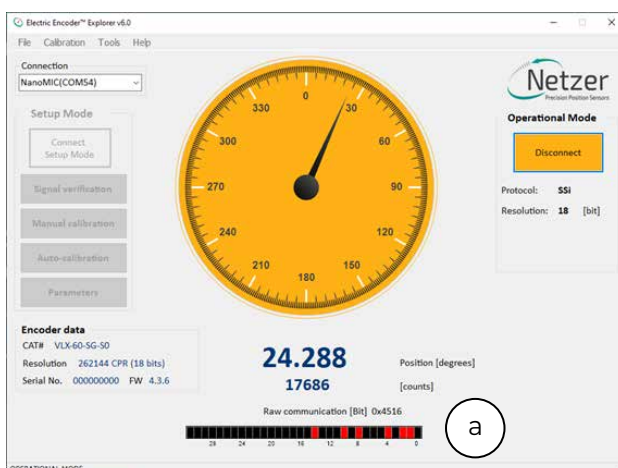 Electric Encoder™ Explorer v6.0
File Calibration Tools Help
Connection
NanoMIC(COM54)
Setup Mode
Connect
Setup Mode
Signal verification
Manual calibration
Auto-calibration
Parameters
0
30
60
90
120
150
180
210
240
270
300
330
Netzer
Precision Position Sensors
Operational Mode
Disconnect
Protocol: SSi
Resolution: 18 [bit]
Encoder data
CAT# VLX-60-SG-S0
Resolution 262144 CPR (18 bits)
Serial No. 000000000 FW 4.3.6
24.288 Position [degrees]
17686 [counts]
Raw communication [Bit] 0x4516
28 24 20 16 12 8 4 0
a
OPERATIONAL MODE